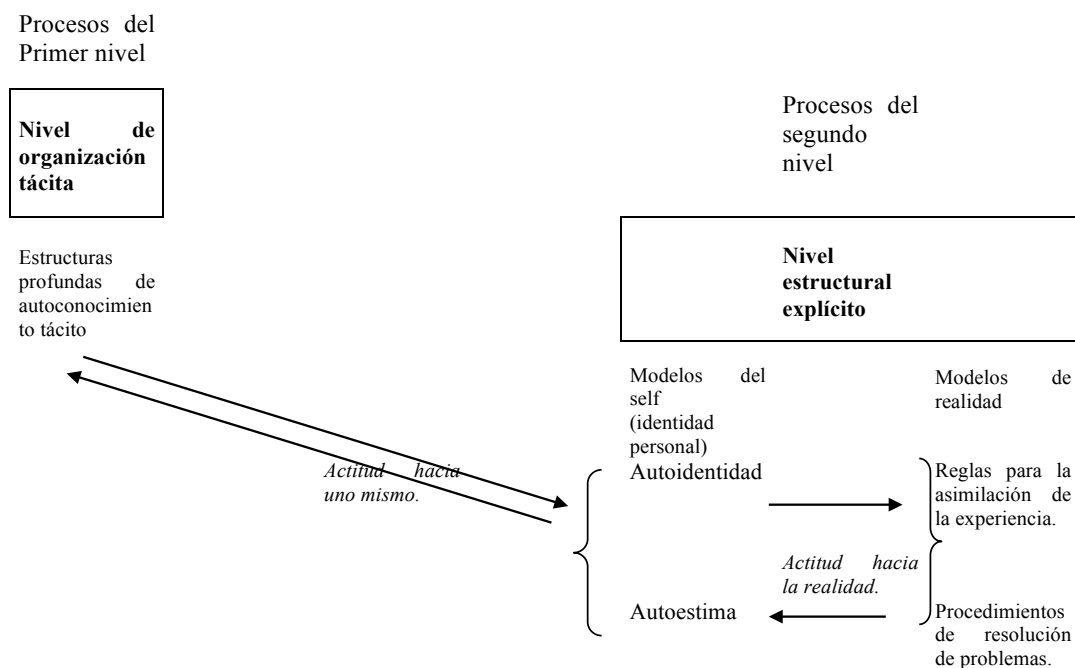 Procesos del
Primer nivel
Nivel de
organización
tácita
Estructuras
profundas de
autoconocimien
to tácito
Procesos del
segundo
nivel
Nivel
estructural
explícito
Modelos del
self
(identidad
personal)
Modelos de
realidad
Actitud hacia
uno mismo.
Autoidentidad
Reglas para la
asimilación de
la experiencia.
Actitud hacia
la realidad.
Autoestima
Procedimientos
de resolución
de problemas.